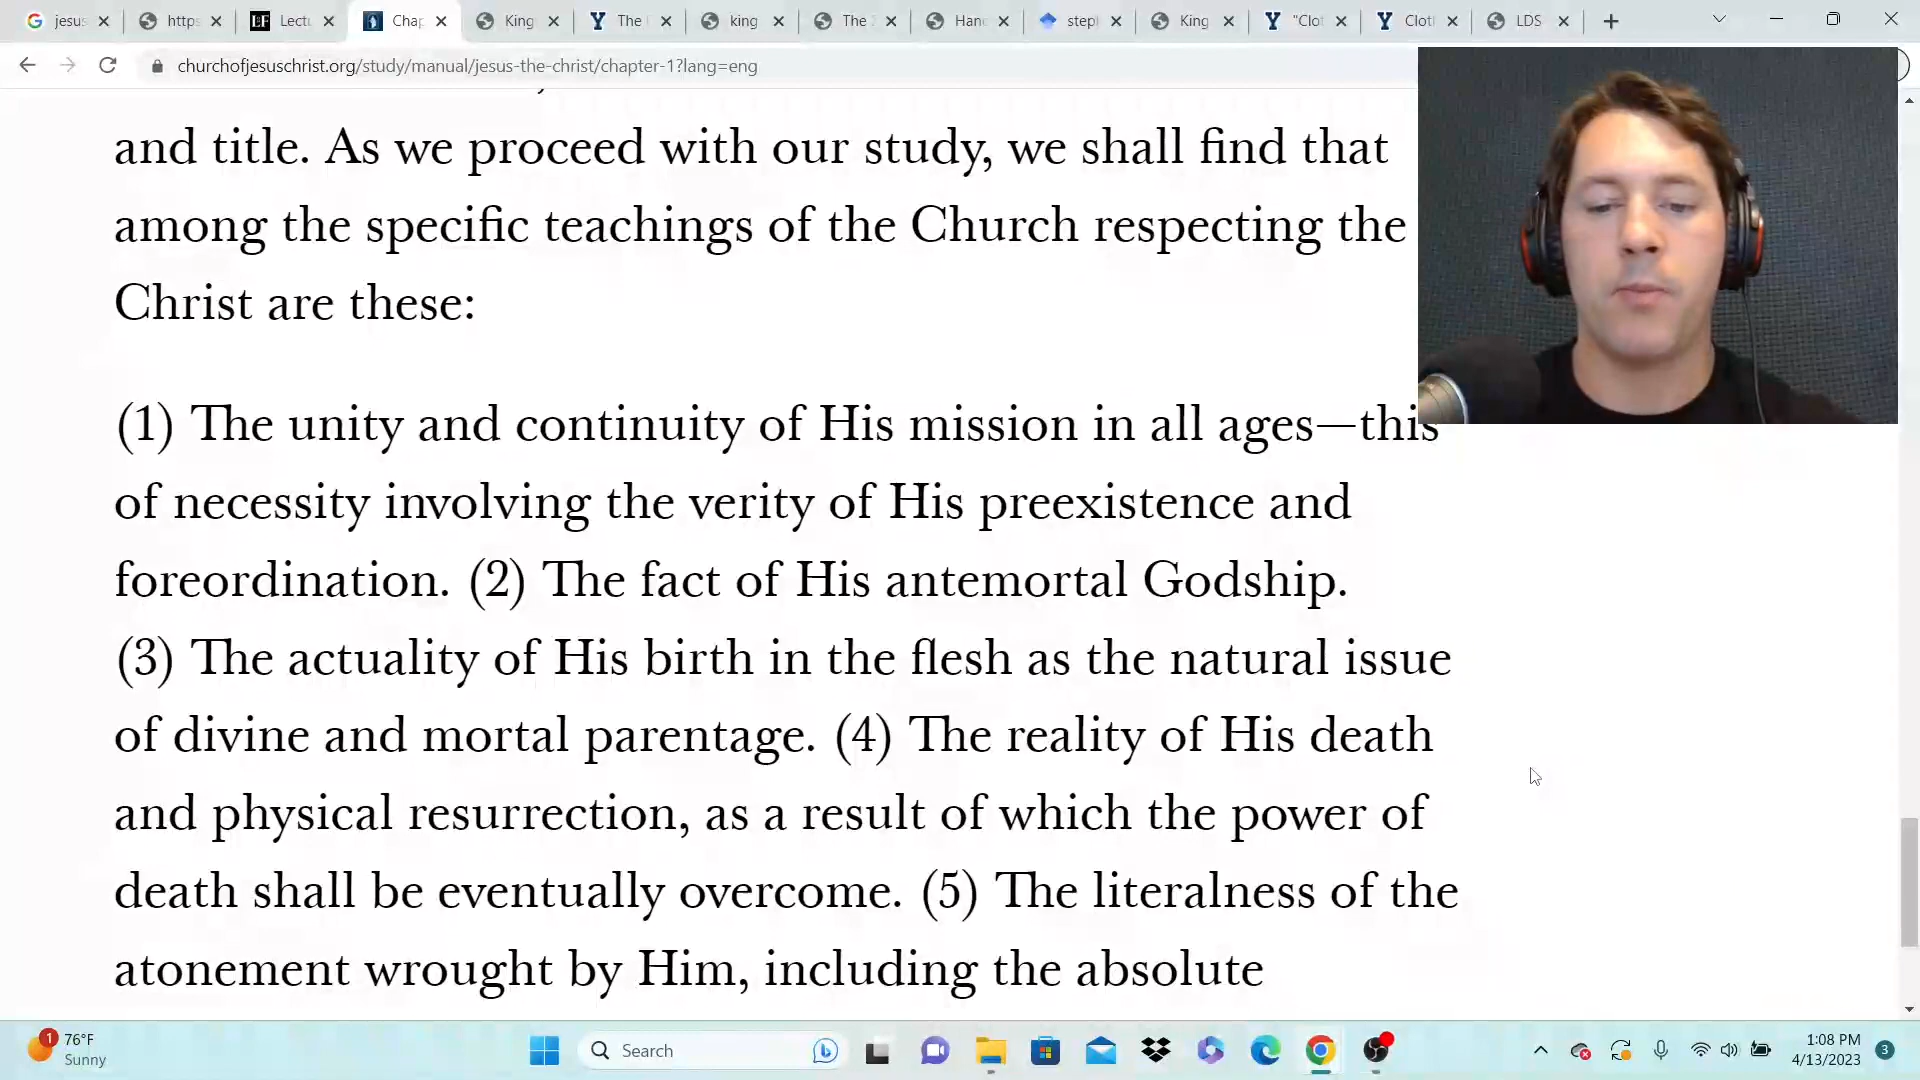 jesus
https
Lectu
Chap
King
The
king
The
Hand
step
King
"Clot
Cloth
LDS
churchofjesuschrist.org/study/manual/jesus-the-christ/chapter-1?lang=eng
and title. As we proceed with our study, we shall find that
among the specific teachings of the Church respecting the
Christ are these:
(1) The unity and continuity of His mission in all ages—this
of necessity involving the verity of His preexistence and
foreordination. (2) The fact of His antemortal Godship.
(3) The actuality of His birth in the flesh as the natural issue
of divine and mortal parentage. (4) The reality of His death
and physical resurrection, as a result of which the power of
death shall be eventually overcome. (5) The literalness of the
atonement wrought by Him, including the absolute
1
76°F
Sunny
Search
1:08 PM
4/13/2023
3